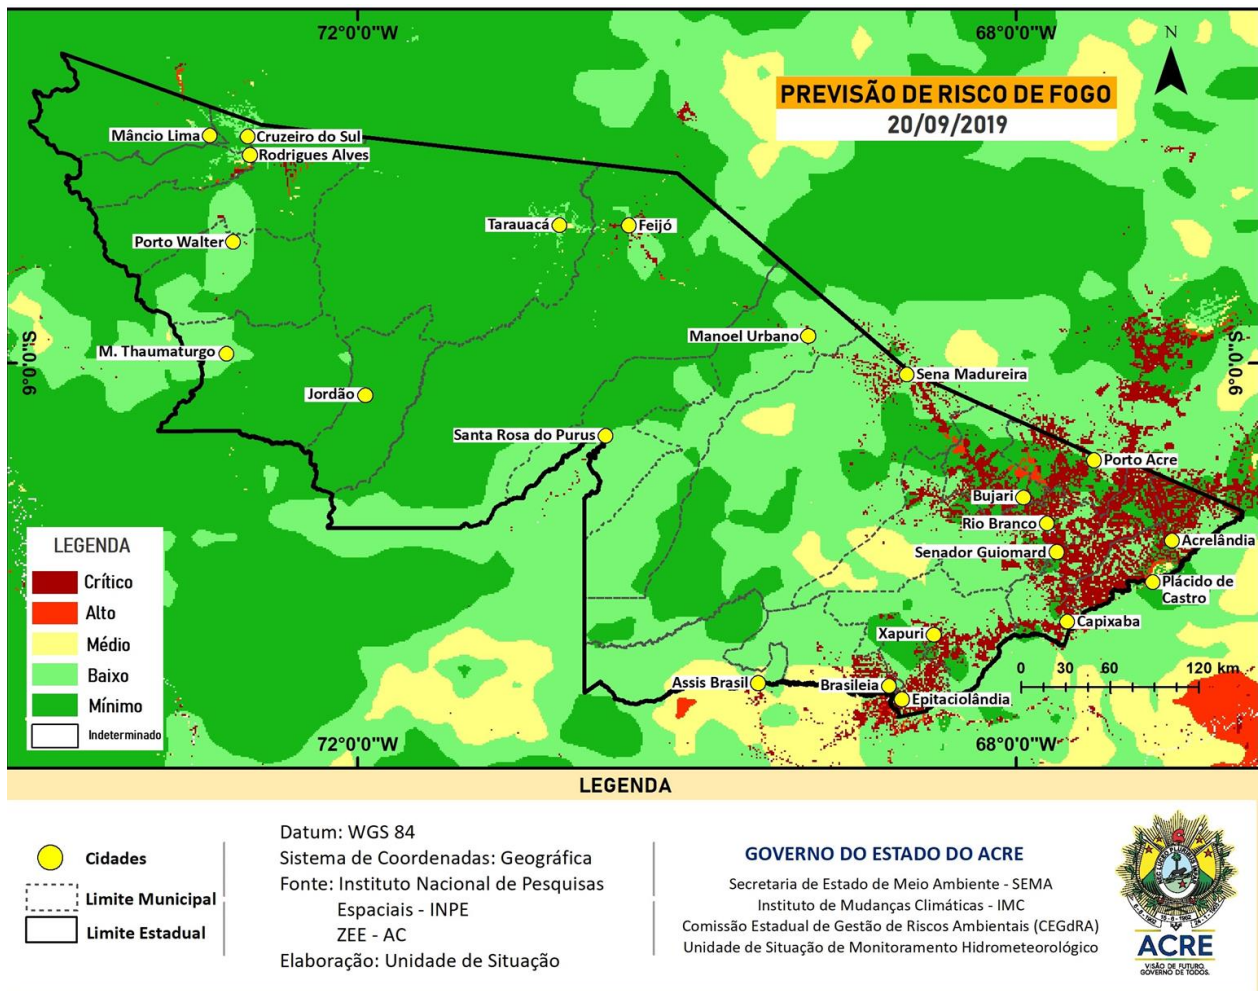 72°0'0"W
68°0'0"W
N
PREVISÃO DE RISCO DE FOGO
20/09/2019
Mâncio Lima
Cruzeiro do Sul
Rodrigues Alves
Tarauacá
Feijó
Porto Walter
Manoel Urbano
M. Thaumaturgo
9°0'0"S
9°0'0"S
Sena Madureira
Jordão
Santa Rosa do Purus
Porto Acre
Bujari
Rio Branco
Acrelândia
Senador Guiomard
Plácido de
Castro
Capixaba
Xapuri
Assis Brasil
Brasileia
Epitaciolândia
0 30 60 120 km
LEGENDA
Crítico
Alto
Médio
Baixo
Mínimo
Indeterminado
72°0'0"W
68°0'0"W
LEGENDA
Cidades
Limite Municipal
Limite Estadual
Datum: WGS 84
Sistema de Coordenadas: Geográfica
Fonte: Instituto Nacional de Pesquisas
Espaciais - INPE
ZEE - AC
Elaboração: Unidade de Situação
GOVERNO DO ESTADO DO ACRE
Secretaria de Estado de Meio Ambiente - SEMA
Instituto de Mudanças Climáticas - IMC
Comissão Estadual de Gestão de Riscos Ambientais (CEGdRA)
Unidade de Situação de Monitoramento Hidrometeorológico
ACRE
VISÃO DE FUTURO.
GOVERNO DE TODOS.